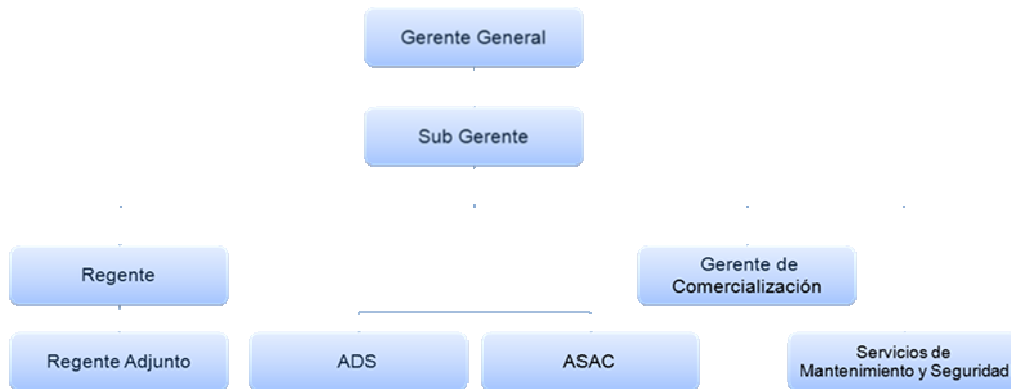 Gerente General
Sub Gerente
Regente
Gerente de
Comercialización
Regente Adjunto
ADS
ASAC
Servicios de
Mantenimiento y Seguridad